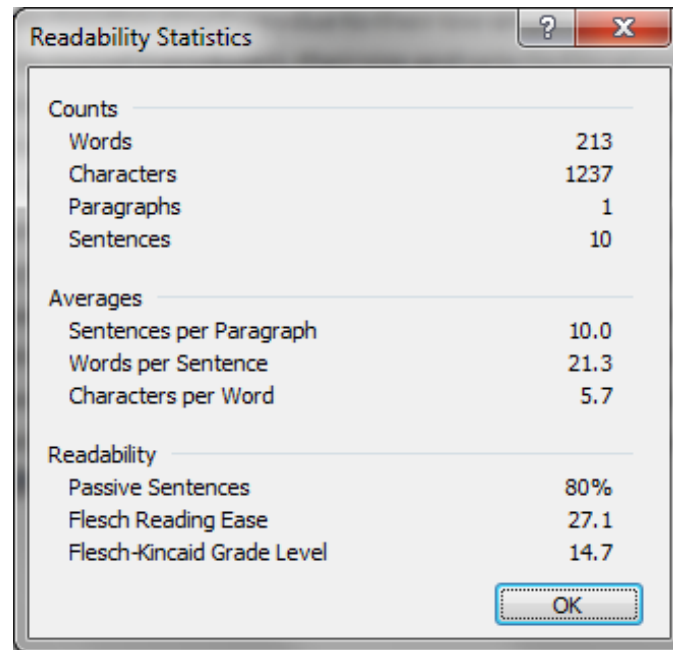 Readability Statistics
Counts
Words 213
Characters 1237
Paragraphs 1
Sentences 10
Averages
Sentences per Paragraph 10.0
Words per Sentence 21.3
Characters per Word 5.7
Readability
Passive Sentences 80%
Flesch Reading Ease 27.1
Flesch-Kincaid Grade Level 14.7
OK